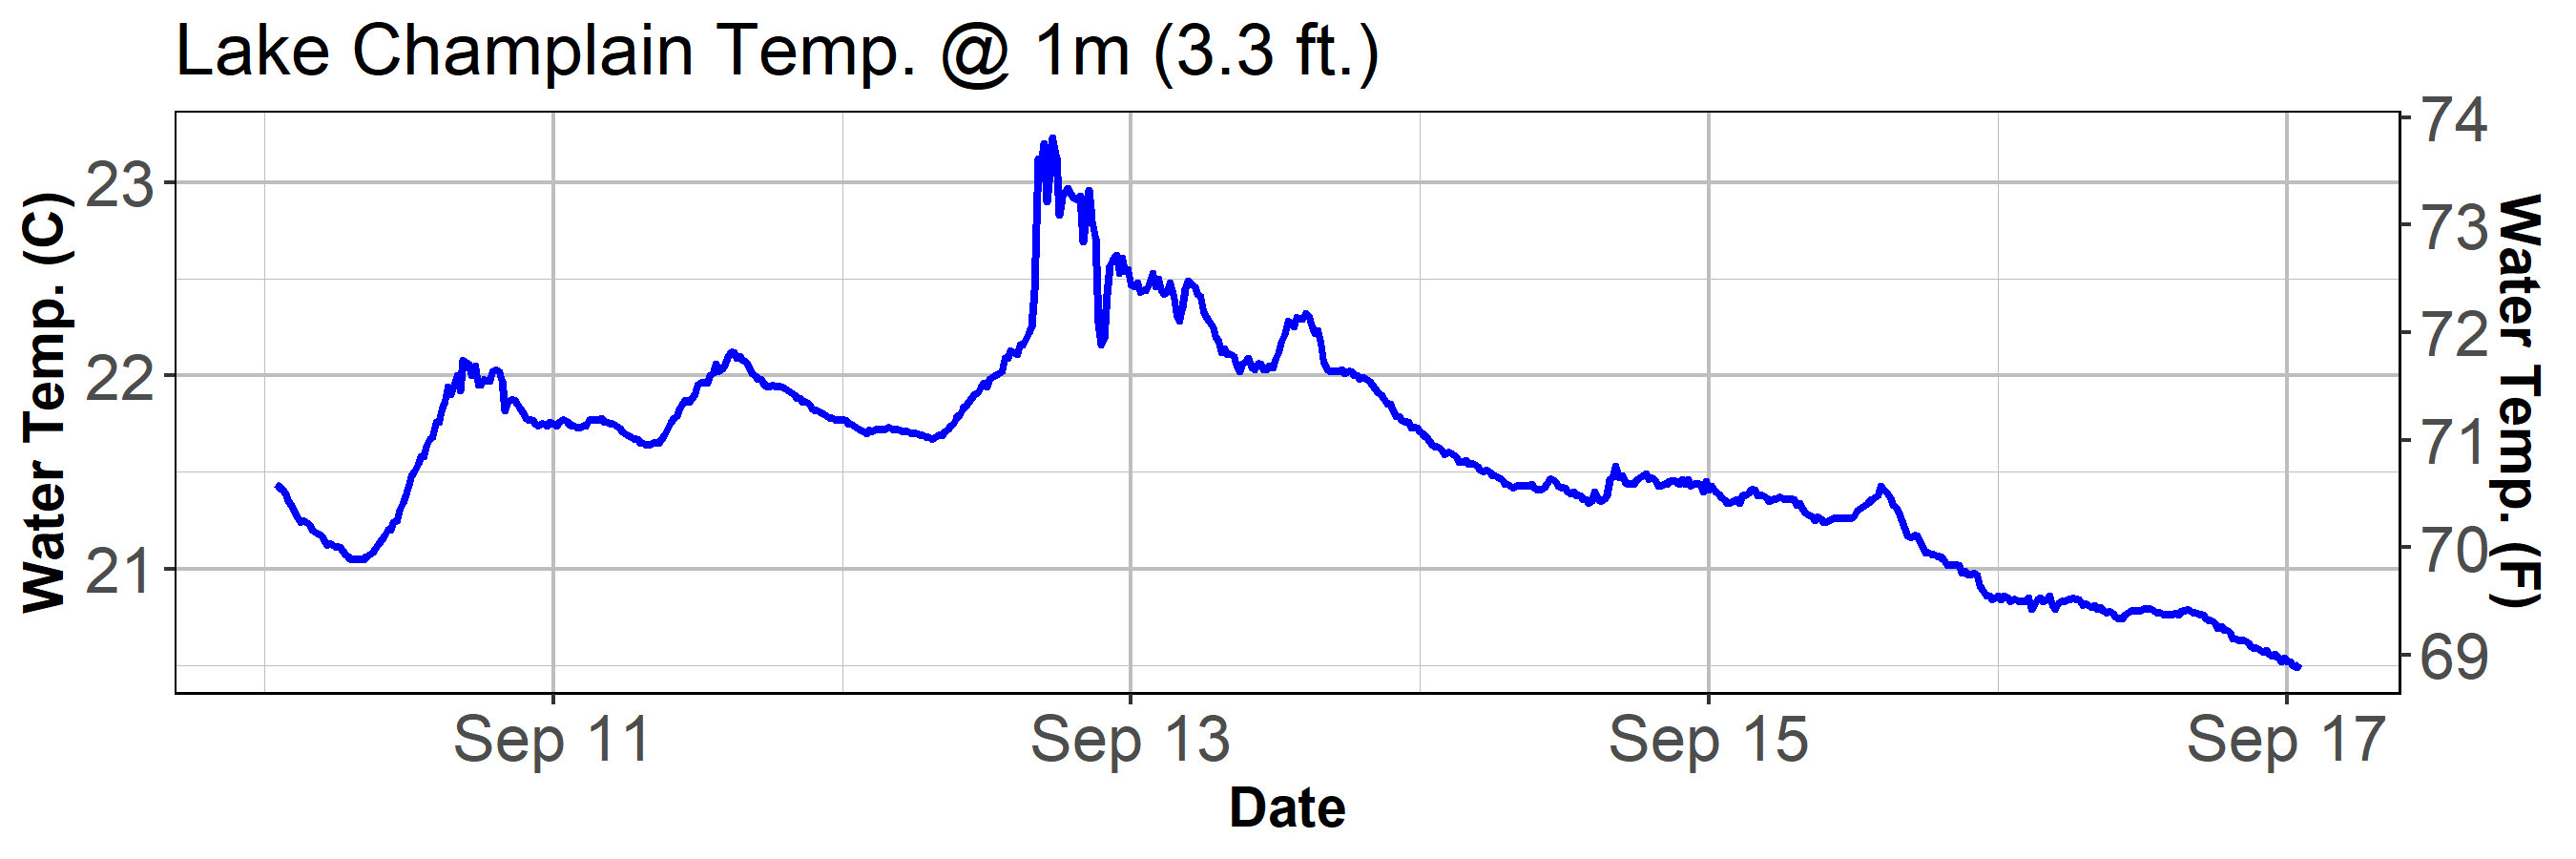 Lake Champlain Temp. @ 1m (3.3 ft.)
Water Temp. (C)
23
22
21
74
73
72
71
70
69
Water Temp. (F)
Sep 11
Sep 13
Sep 15
Sep 17
Date